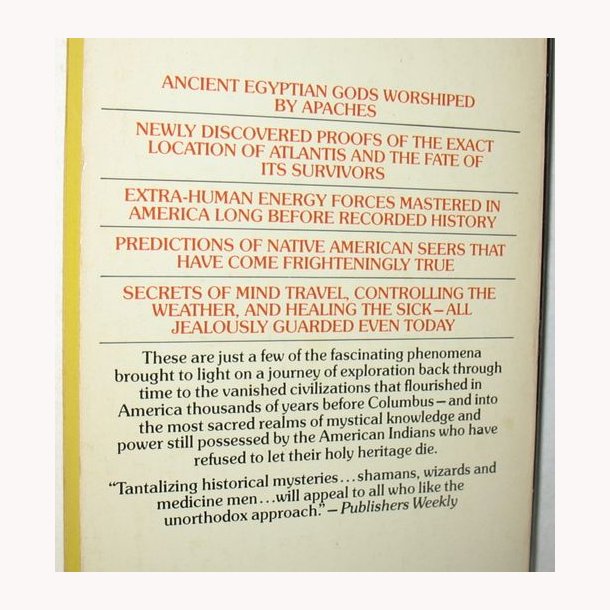 ANCIENT EGYPTIAN GODS WORSHIPED
BY APACHES
NEWLY DISCOVERED PROOFS OF THE EXACT
LOCATION OF ATLANTIS AND THE FATE OF
ITS SURVIVORS
EXTRA-HUMAN ENERGY FORCES MASTERED IN
AMERICA LONG BEFORE RECORDED HISTORY
PREDICTIONS OF NATIVE AMERICAN SEERS THAT
HAVE COME FRIGHTENINGLY TRUE
SECRETS OF MIND TRAVEL, CONTROLLING THE
WEATHER, AND HEALING THE SICK—ALL
JEALOUSLY GUARDED EVEN TODAY
These are just a few of the fascinating phenomena
brought to light on a journey of exploration back through
time to the vanished civilizations that flourished in
America thousands of years before Columbus—and into
the most sacred realms of mystical knowledge and
power still possessed by the American Indians who have
refused to let their holy heritage die.
“Tantalizing historical mysteries...shamans, wizards and
medicine men...will appeal to all who like the
unorthodox approach.”—Publishers Weekly